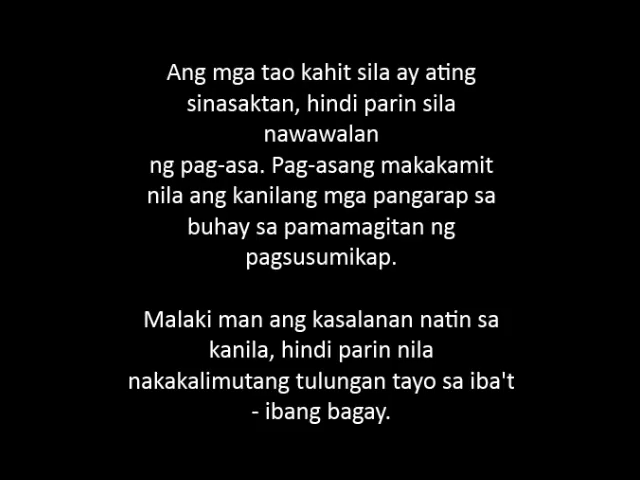 Ang mga tao kahit sila ay ating
sinasaktan, hindi parin sila
nawawalan
ng pag-asa. Pag-asang makakamit
nila ang kanilang mga pangarap sa
buhay sa pamamagitan ng
pagsusumikap.
Malaki man ang kasalanan natin sa
kanila, hindi parin nila
nakakalimutang tulungan tayo sa iba't
- ibang bagay.